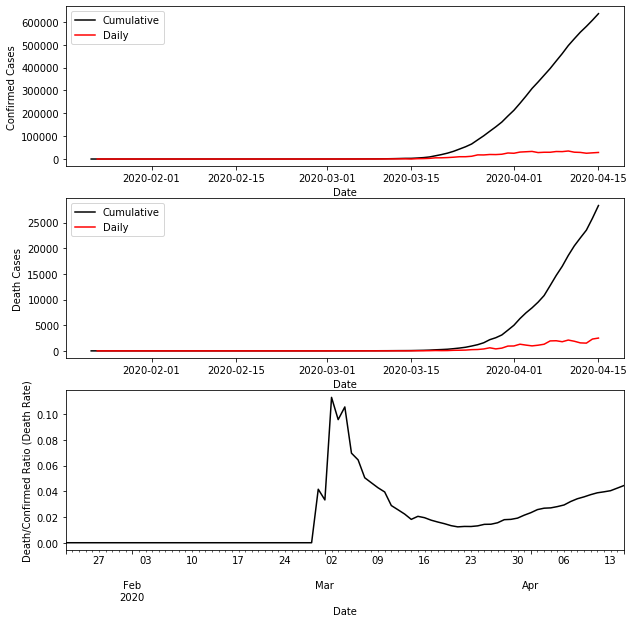 Confirmed Cases
600000
500000
400000
300000
200000
100000
0
Cumulative
Daily
2020-02-01 2020-02-15 2020-03-01 2020-03-15 2020-04-01 2020-04-15
Date
Death Cases
25000
20000
15000
10000
5000
0
Cumulative
Daily
2020-02-01 2020-02-15 2020-03-01 2020-03-15 2020-04-01 2020-04-15
Date
Death/Confirmed Ratio (Death Rate)
0.10
0.08
0.06
0.04
0.02
0.00
27 03 10 17 24 02 09 16 23 30 06 13
Feb Mar Apr
2020
Date